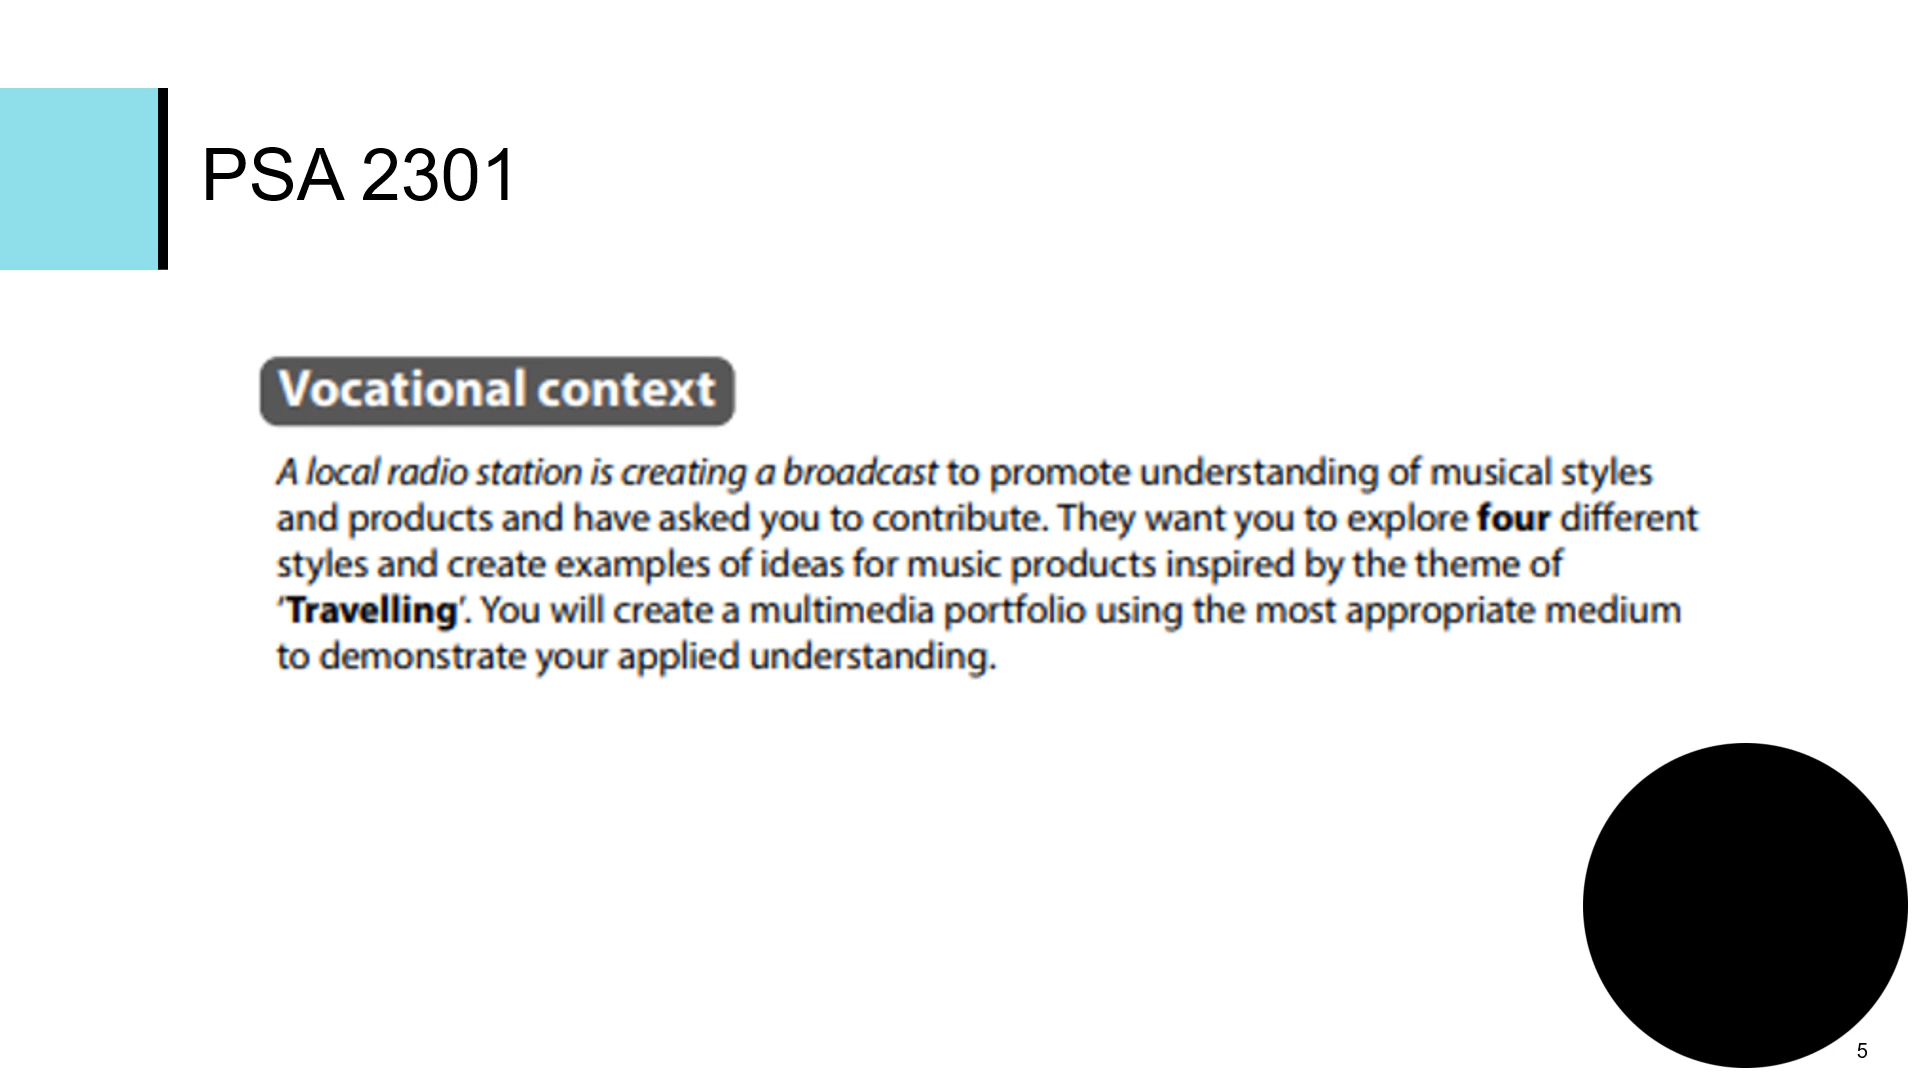 PSA 2301
Vocational context
A local radio station is creating a broadcast to promote understanding of musical styles
and products and have asked you to contribute. They want you to explore four different
styles and create examples of ideas for music products inspired by the theme of
‘Travelling’. You will create a multimedia portfolio using the most appropriate medium
to demonstrate your applied understanding.
5